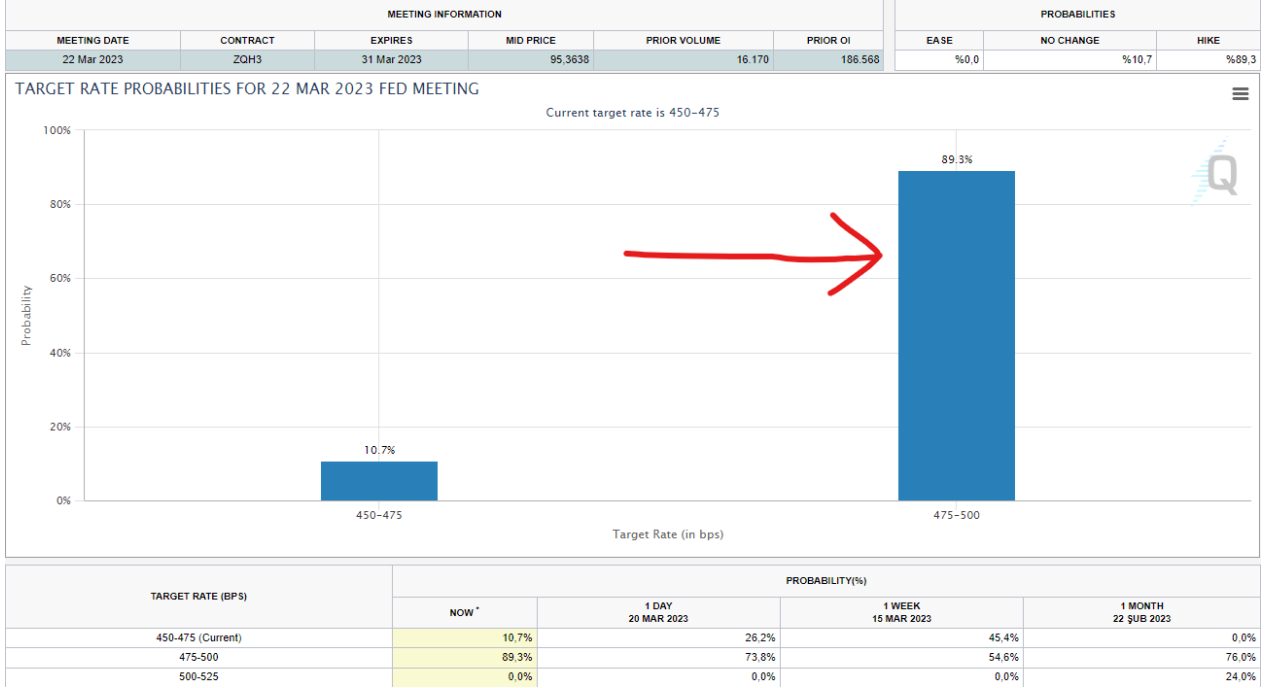 MEETING INFORMATION
PROBABILITIES
MEETING DATE CONTRACT EXPIRES MID PRICE PRIOR VOLUME PRIOR OI EASE NO CHANGE HIKE
22 Mar 2023 ZQH3 31 Mar 2023 95,3638 16.170 186.568 %0,0 %10,7 %89,3
TARGET RATE PROBABILITIES FOR 22 MAR 2023 FED MEETING
Current target rate is 450–475
100%
80%
60%
40%
20%
0%
Probability
89.3%
10.7%
Q
450–475 475–500
Target Rate (in bps)
TARGET RATE (BPS)
PROBABILITY(%)
NOW *
1 DAY
20 MAR 2023
1 WEEK
15 MAR 2023
1 MONTH
22 ŞUB 2023
450-475 (Current) 10,7% 26,2% 45,4% 0,0%
475-500 89,3% 73,8% 54,6% 76,0%
500-525 0,0% 0,0% 0,0% 24,0%